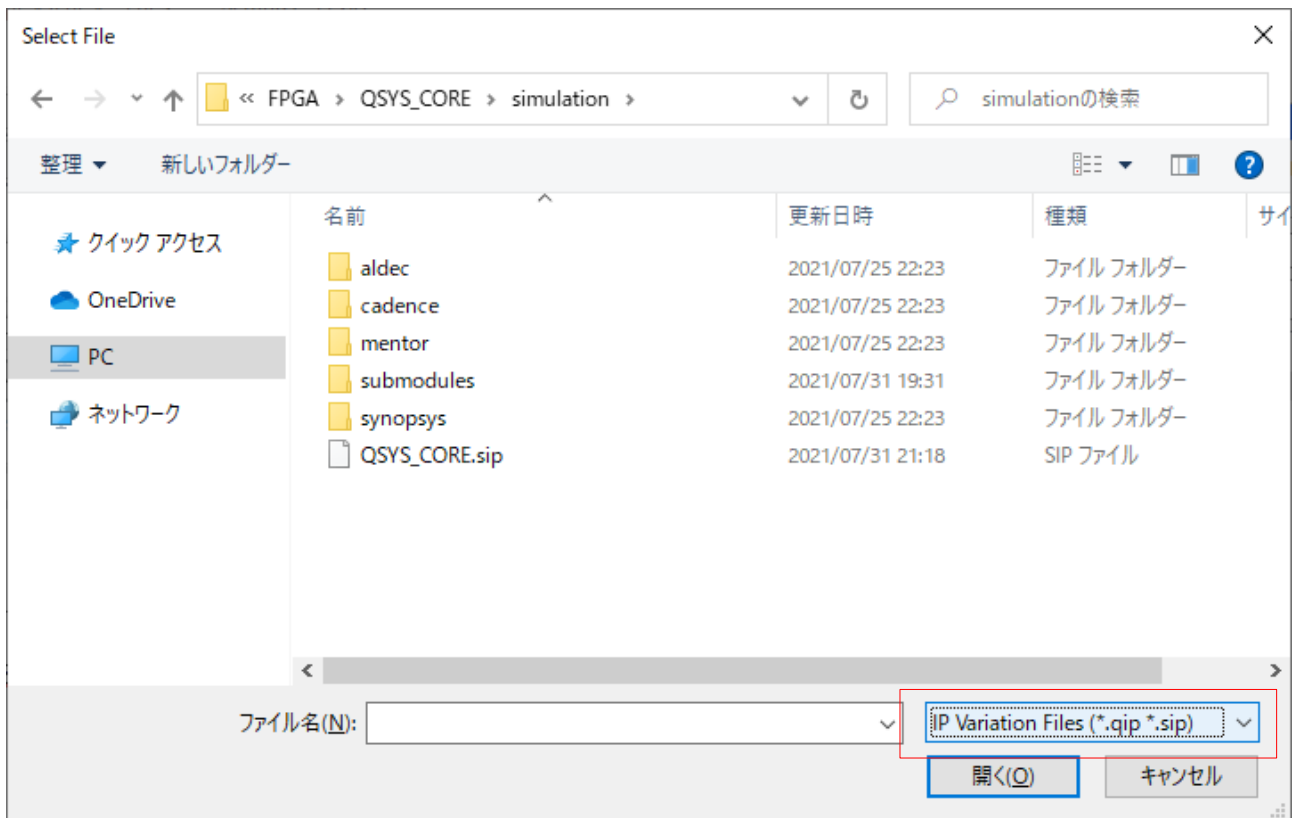 Select File
« FPGA › QSYS_CORE › simulation ›
simulationの検索
整理 新しいフォルダー
名前 更新日時 種類 サイ
クイック アクセス
OneDrive
PC
ネットワーク
aldec 2021/07/25 22:23 ファイル フォルダー
cadence 2021/07/25 22:23 ファイル フォルダー
mentor 2021/07/25 22:23 ファイル フォルダー
submodules 2021/07/31 19:31 ファイル フォルダー
synopsys 2021/07/25 22:23 ファイル フォルダー
QSYS_CORE.sip 2021/07/31 21:18 SIP ファイル
ファイル名(N):
IP Variation Files (*.qip *.sip)
開く(O) キャンセル